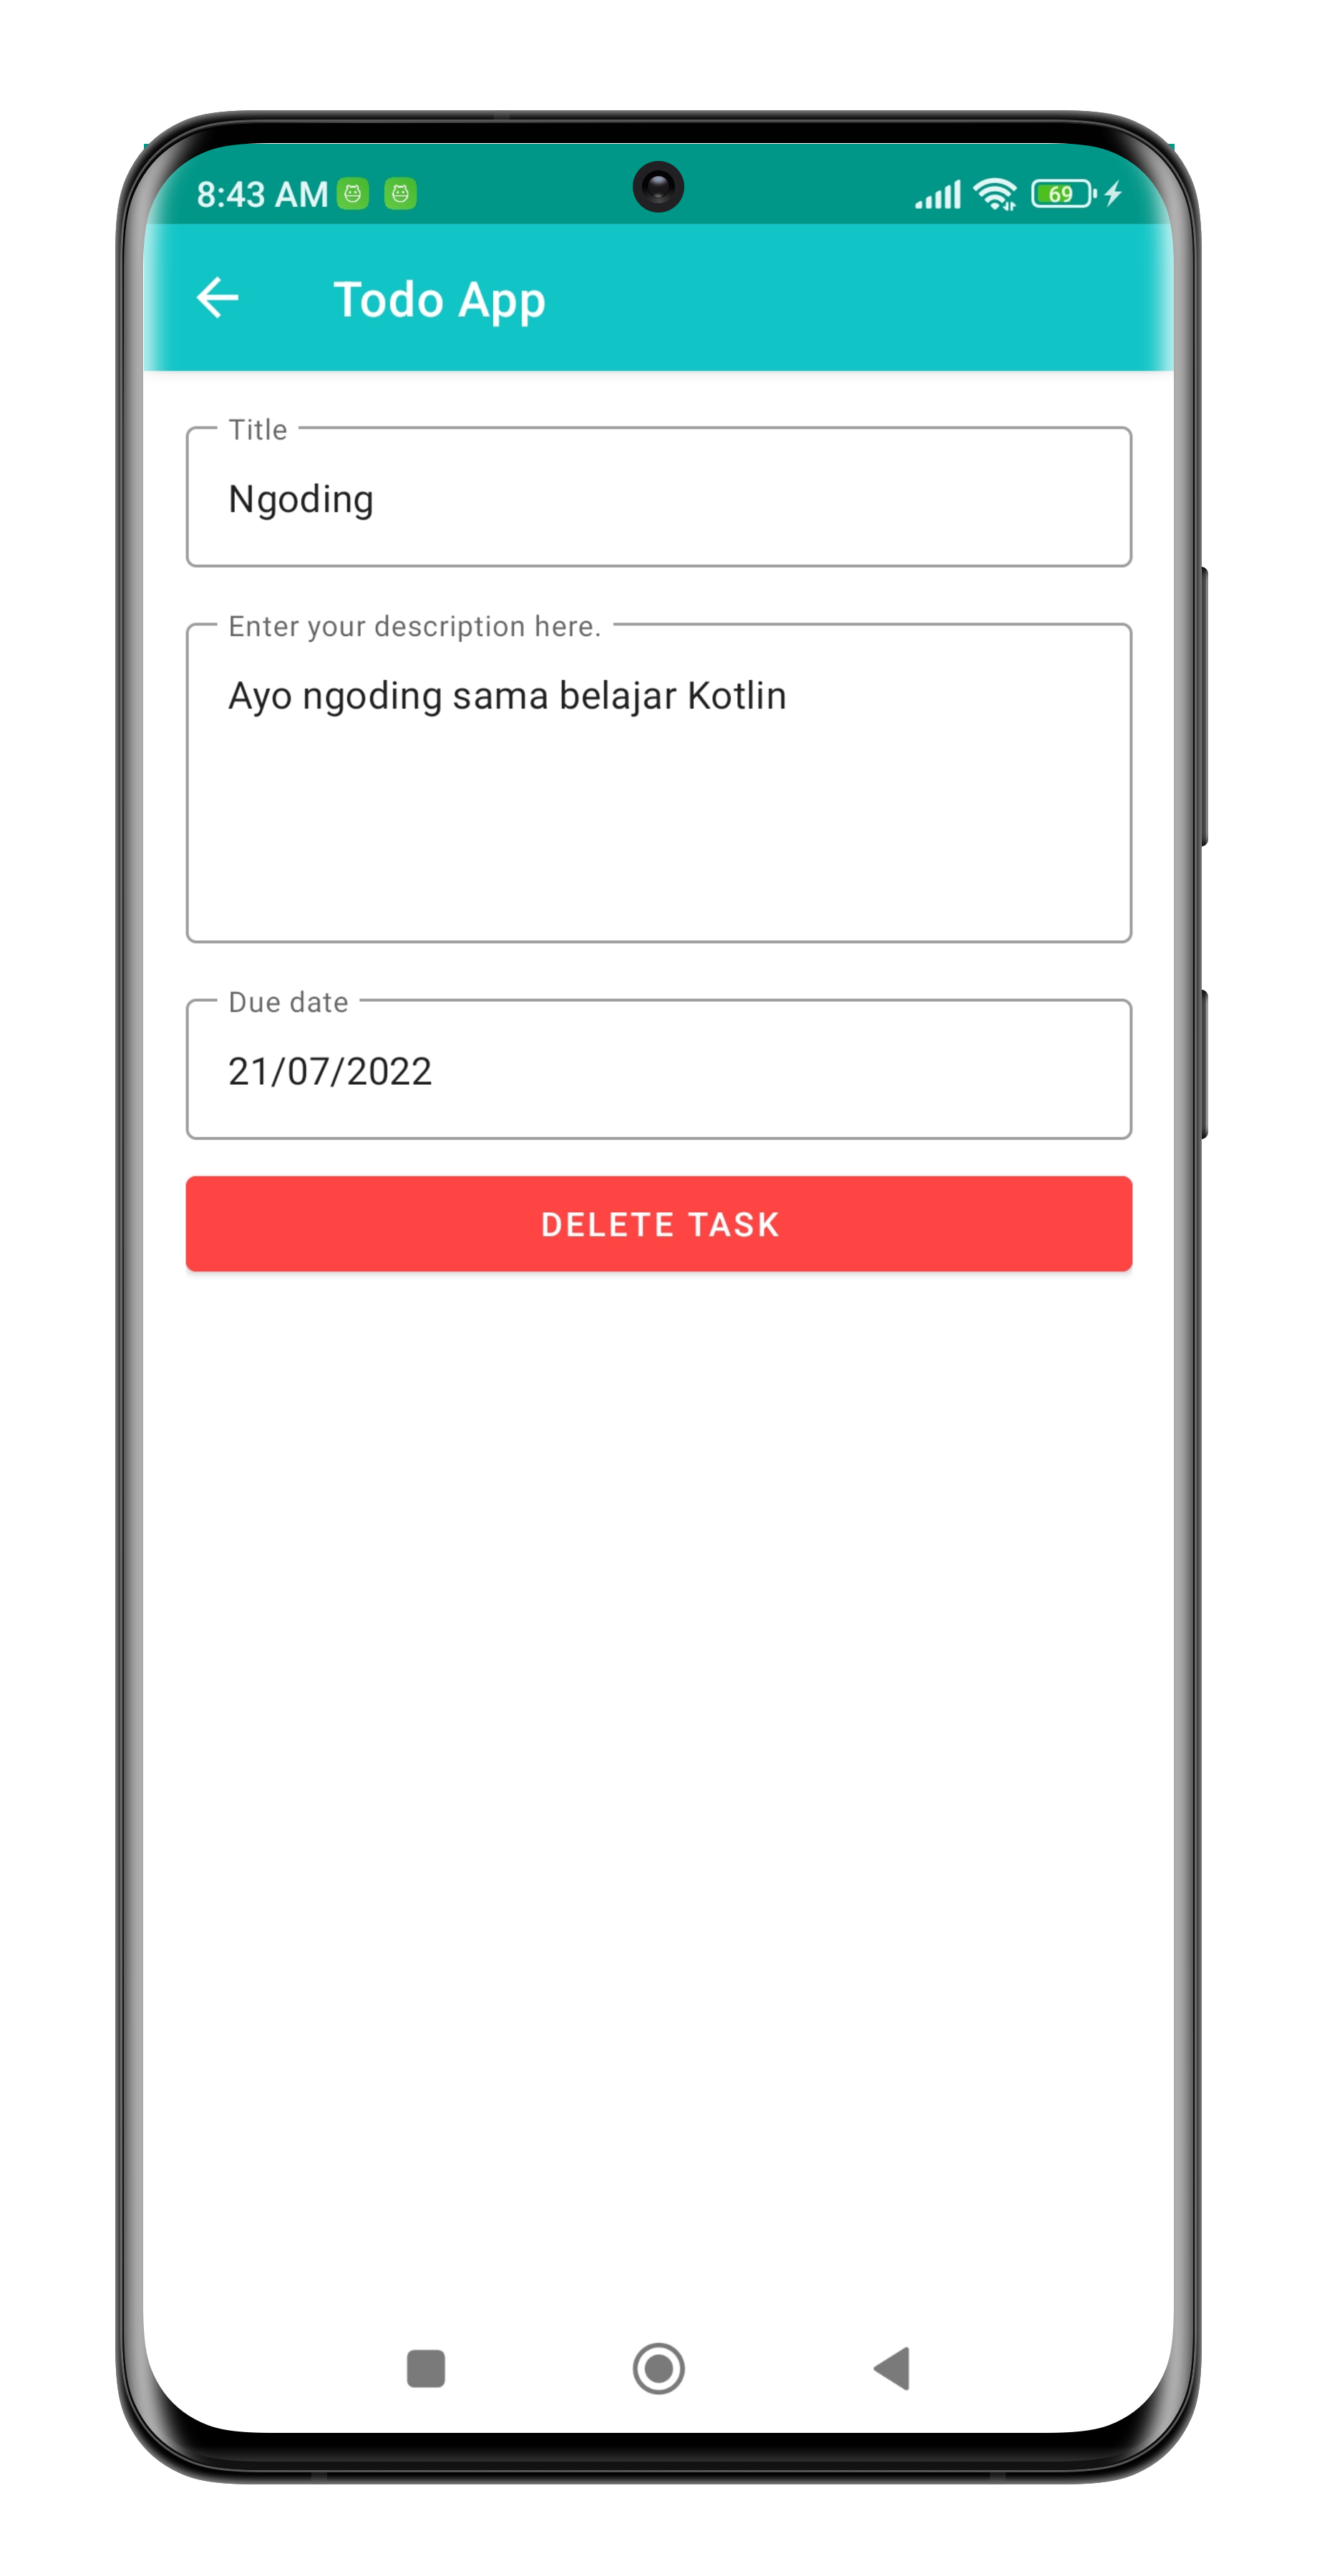 8:43 AM
69
Todo App
Title
Ngoding
Enter your description here.
Ayo ngoding sama belajar Kotlin
Due date
21/07/2022
DELETE TASK